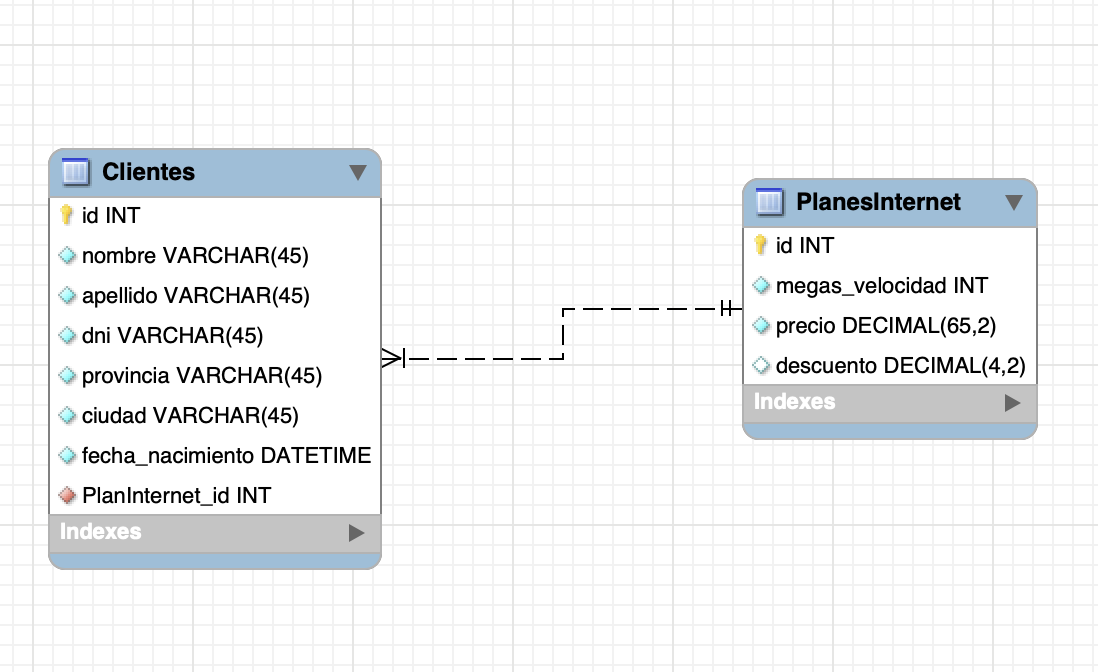 Clientes
id INT
nombre VARCHAR(45)
apellido VARCHAR(45)
dni VARCHAR(45)
provincia VARCHAR(45)
ciudad VARCHAR(45)
fecha_nacimiento DATETIME
PlanInternet_id INT
Indexes
PlanesInternet
id INT
megas_velocidad INT
precio DECIMAL(65,2)
descuento DECIMAL(4,2)
Indexes